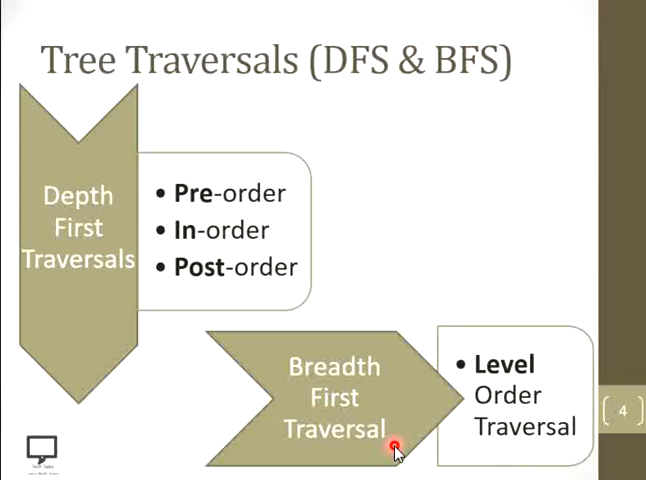 Tree Traversals (DFS & BFS)
Depth
First
Traversals
• Pre-order
• In-order
• Post-order
Breadth
First
Traversal
• Level
Order
Traversal
4